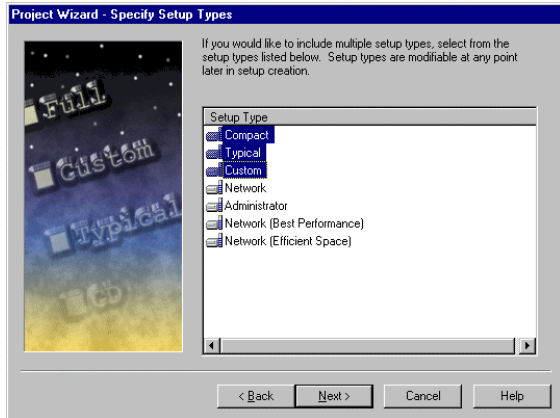 Project Wizard - Specify Setup Types
If you would like to include multiple setup types, select from the
setup types listed below. Setup types are modifiable at any point
later in setup creation.
Full
Custom
Typical
CD
Setup Type
Compact
Typical
Custom
Network
Administrator
Network (Best Performance)
Network (Efficient Space)
< Back
Next >
Cancel
Help